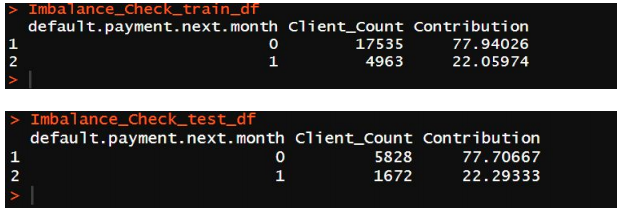 > Imbalance_Check_train_df
default.payment.next.month Client_Count Contribution
1 0 17535 77.94026
2 1 4963 22.05974
>
> Imbalance_Check_test_df
default.payment.next.month Client_Count Contribution
1 0 5828 77.70667
2 1 1672 22.29333
>